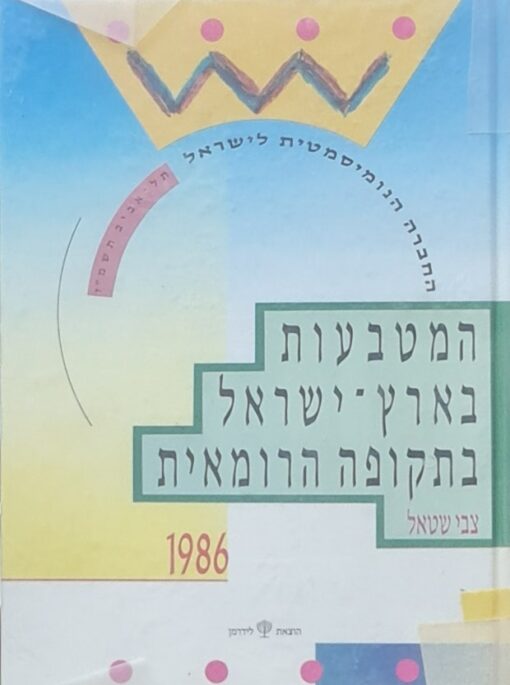 החברה הנומיסמטית לישראל
תל-אביב תשמ"ז
המטבעות
בארץ-ישראל
בתקופה הרומאית
צבי שטאל
1986
הוצאת לידרמן